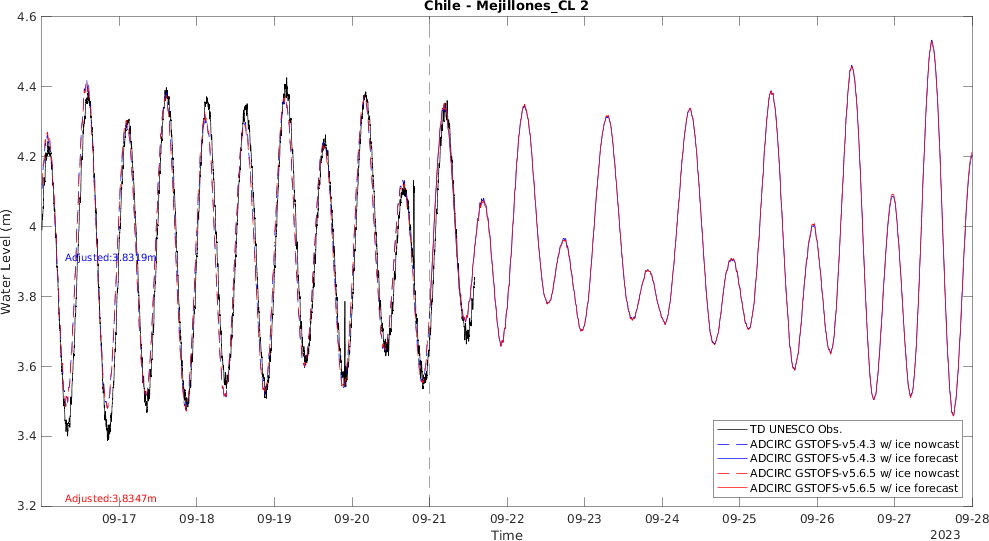 Chile - Mejillones_CL 2
4.6
4.4
4.2
4
3.8
3.6
3.4
3.2
Water Level (m)
Adjusted:3.8319m
Adjusted:3.8347m
TD UNESCO Obs.
ADCIRC GSTOFS-v5.4.3 w/ ice nowcast
ADCIRC GSTOFS-v5.4.3 w/ ice forecast
ADCIRC GSTOFS-v5.6.5 w/ ice nowcast
ADCIRC GSTOFS-v5.6.5 w/ ice forecast
09-17 09-18 09-19 09-20 09-21 09-22 09-23 09-24 09-25 09-26 09-27 09-28
Time
2023